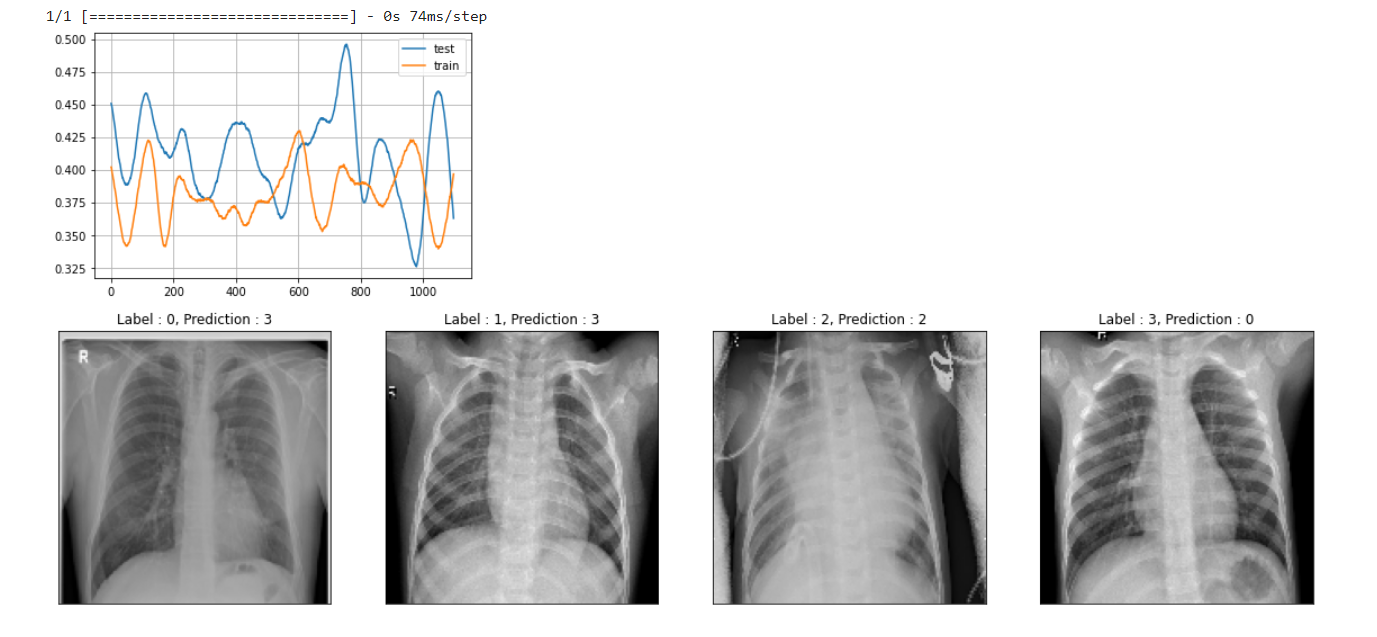 1/1 [==============================] - 0s 74ms/step
0.500
0.475
0.450
0.425
0.400
0.375
0.350
0.325
test
train
0 200 400 600 800 1000
Label : 0, Prediction : 3
Label : 1, Prediction : 3
Label : 2, Prediction : 2
Label : 3, Prediction : 0
R